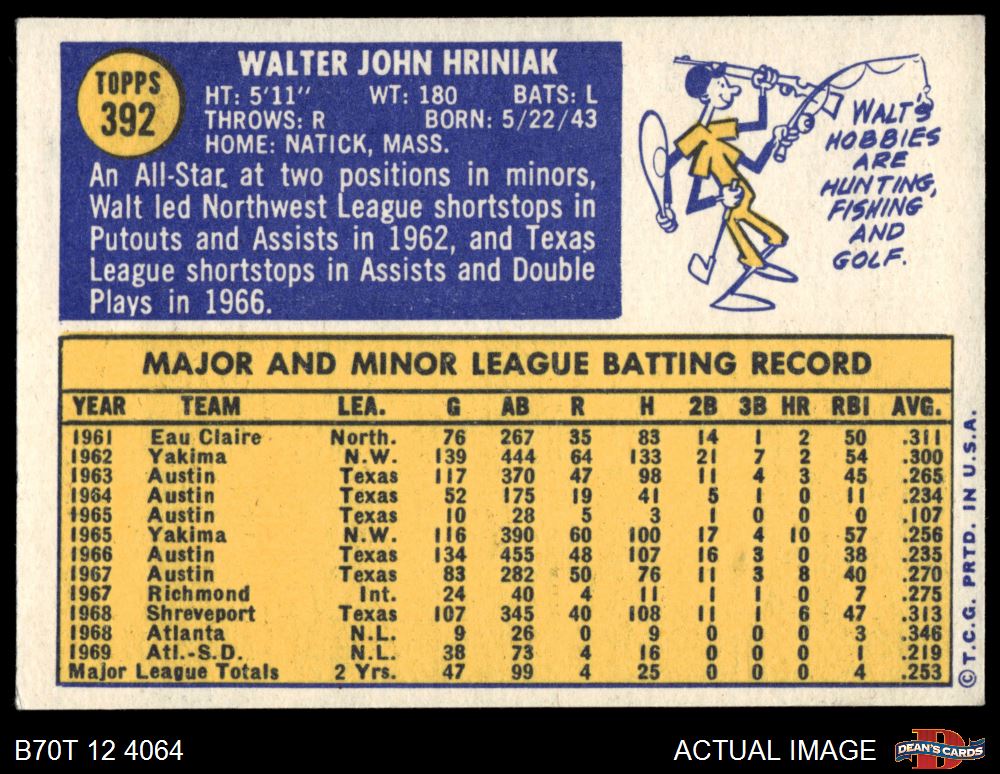 TOPPS
392
WALTER JOHN HRINIAK
HT: 5'11" WT: 180 BATS: L
THROWS: R BORN: 5/22/43
HOME: NATICK, MASS.
An All-Star at two positions in minors,
Walt led Northwest League shortstops in
Putouts and Assists in 1962, and Texas
League shortstops in Assists and Double
Plays in 1966.
WALT'S
HOBBIES
ARE
HUNTING,
FISHING
AND
GOLF.
MAJOR AND MINOR LEAGUE BATTING RECORD
YEAR TEAM LEA. G AB R H 2B 3B HR RBI AVG.
1961 Eau Claire North. 76 267 35 83 14 1 2 50 .311
1962 Yakima N.W. 139 444 64 133 21 7 2 54 .300
1963 Austin Texas 117 370 47 98 11 4 3 45 .265
1964 Austin Texas 52 175 19 41 5 1 0 11 .234
1965 Austin Texas 10 28 5 3 1 0 0 0 .107
1965 Yakima N.W. 116 390 60 100 17 4 10 57 .256
1966 Austin Texas 134 455 48 107 16 3 0 38 .235
1967 Austin Texas 83 282 50 76 11 3 8 40 .270
1967 Richmond Int. 24 40 4 11 1 1 0 7 .275
1968 Shreveport Texas 107 345 40 108 11 1 6 47 .313
1968 Atlanta N.L. 9 26 0 9 0 0 0 3 .346
1969 Atl.-S.D. N.L. 38 73 4 16 0 0 0 1 .219
Major League Totals 2 Yrs. 47 99 4 25 0 0 0 4 .253
©T.C.G. PRTD. IN U.S.A.
B70T 12 4064
ACTUAL IMAGE
D
DEAN'S CARDS